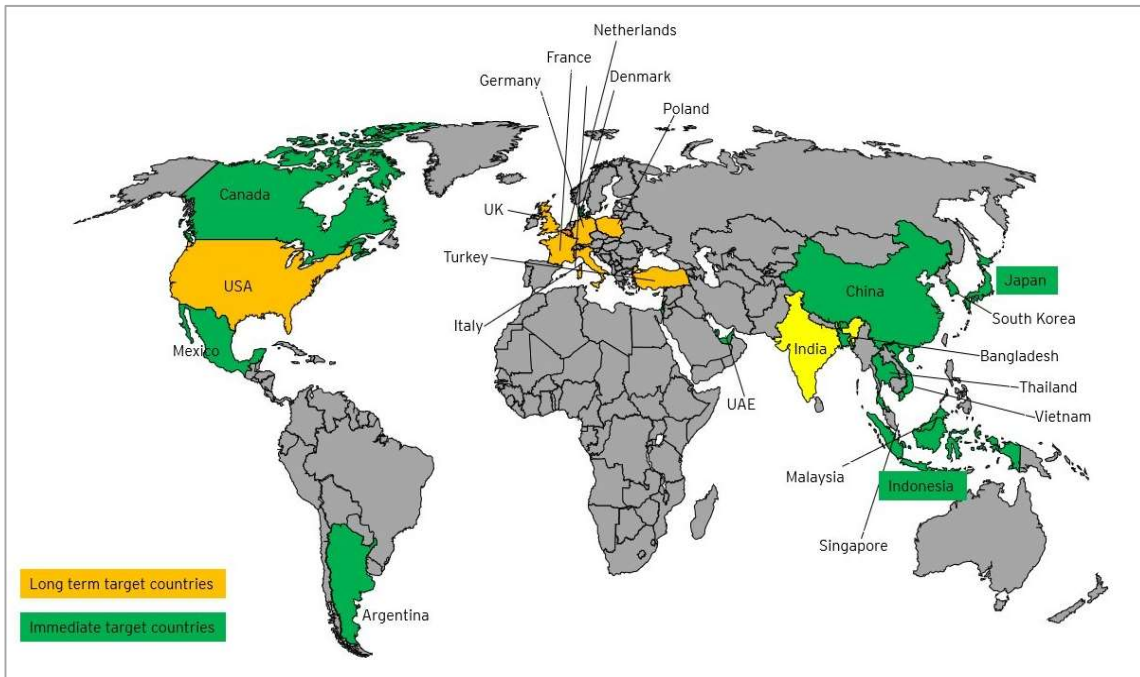 Netherlands
France
Denmark
Germany
Poland
Canada
UK
Turkey
USA
China
Japan
Italy
South Korea
Mexico
India
Bangladesh
Thailand
UAE
Vietnam
Malaysia
Indonesia
Singapore
Long term target countries
Argentina
Immediate target countries